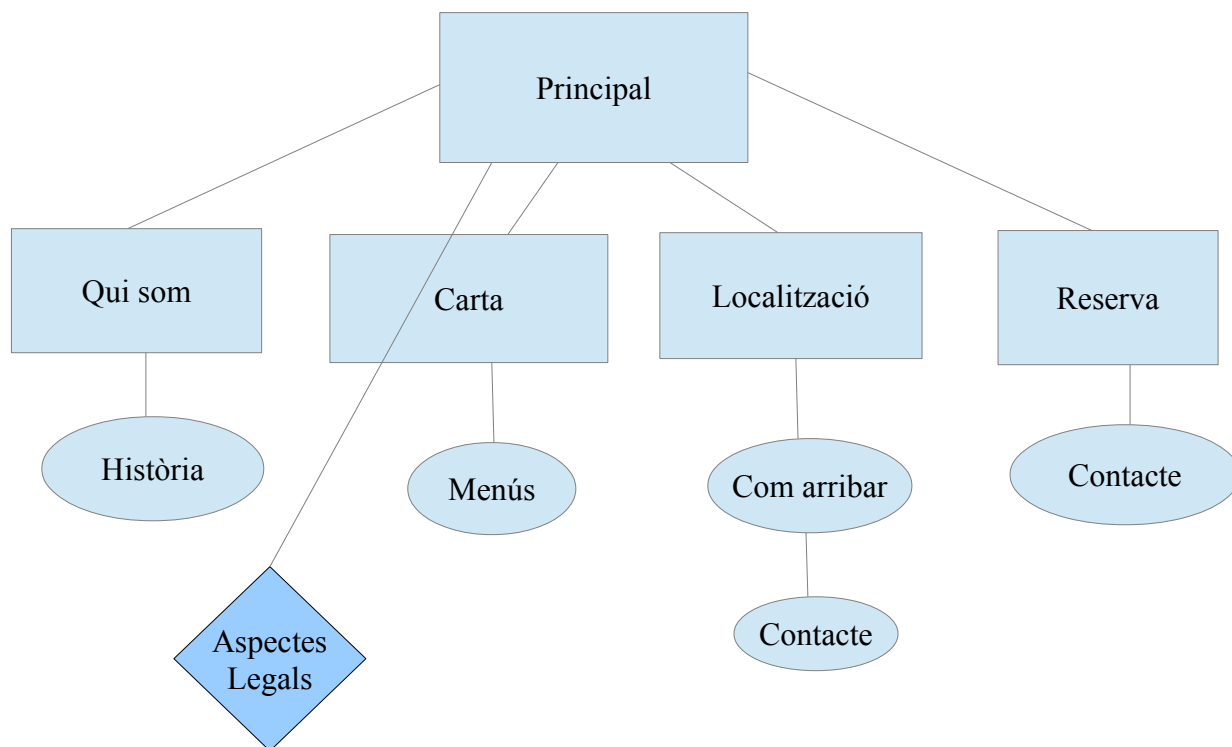 Principal
Qui som
Carta
Localització
Reserva
Història
Menús
Com arribar
Contacte
Contacte
Aspectes
Legals